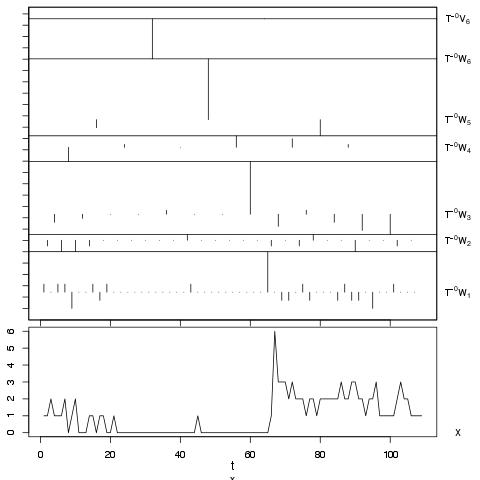 T⁻⁰V₆
T⁻⁰W₆
T⁻⁰W₅
T⁻⁰W₄
T⁻⁰W₃
T⁻⁰W₂
T⁻⁰W₁
6
5
4
3
2
1
0
X
0 20 40 60 80 100
t
x